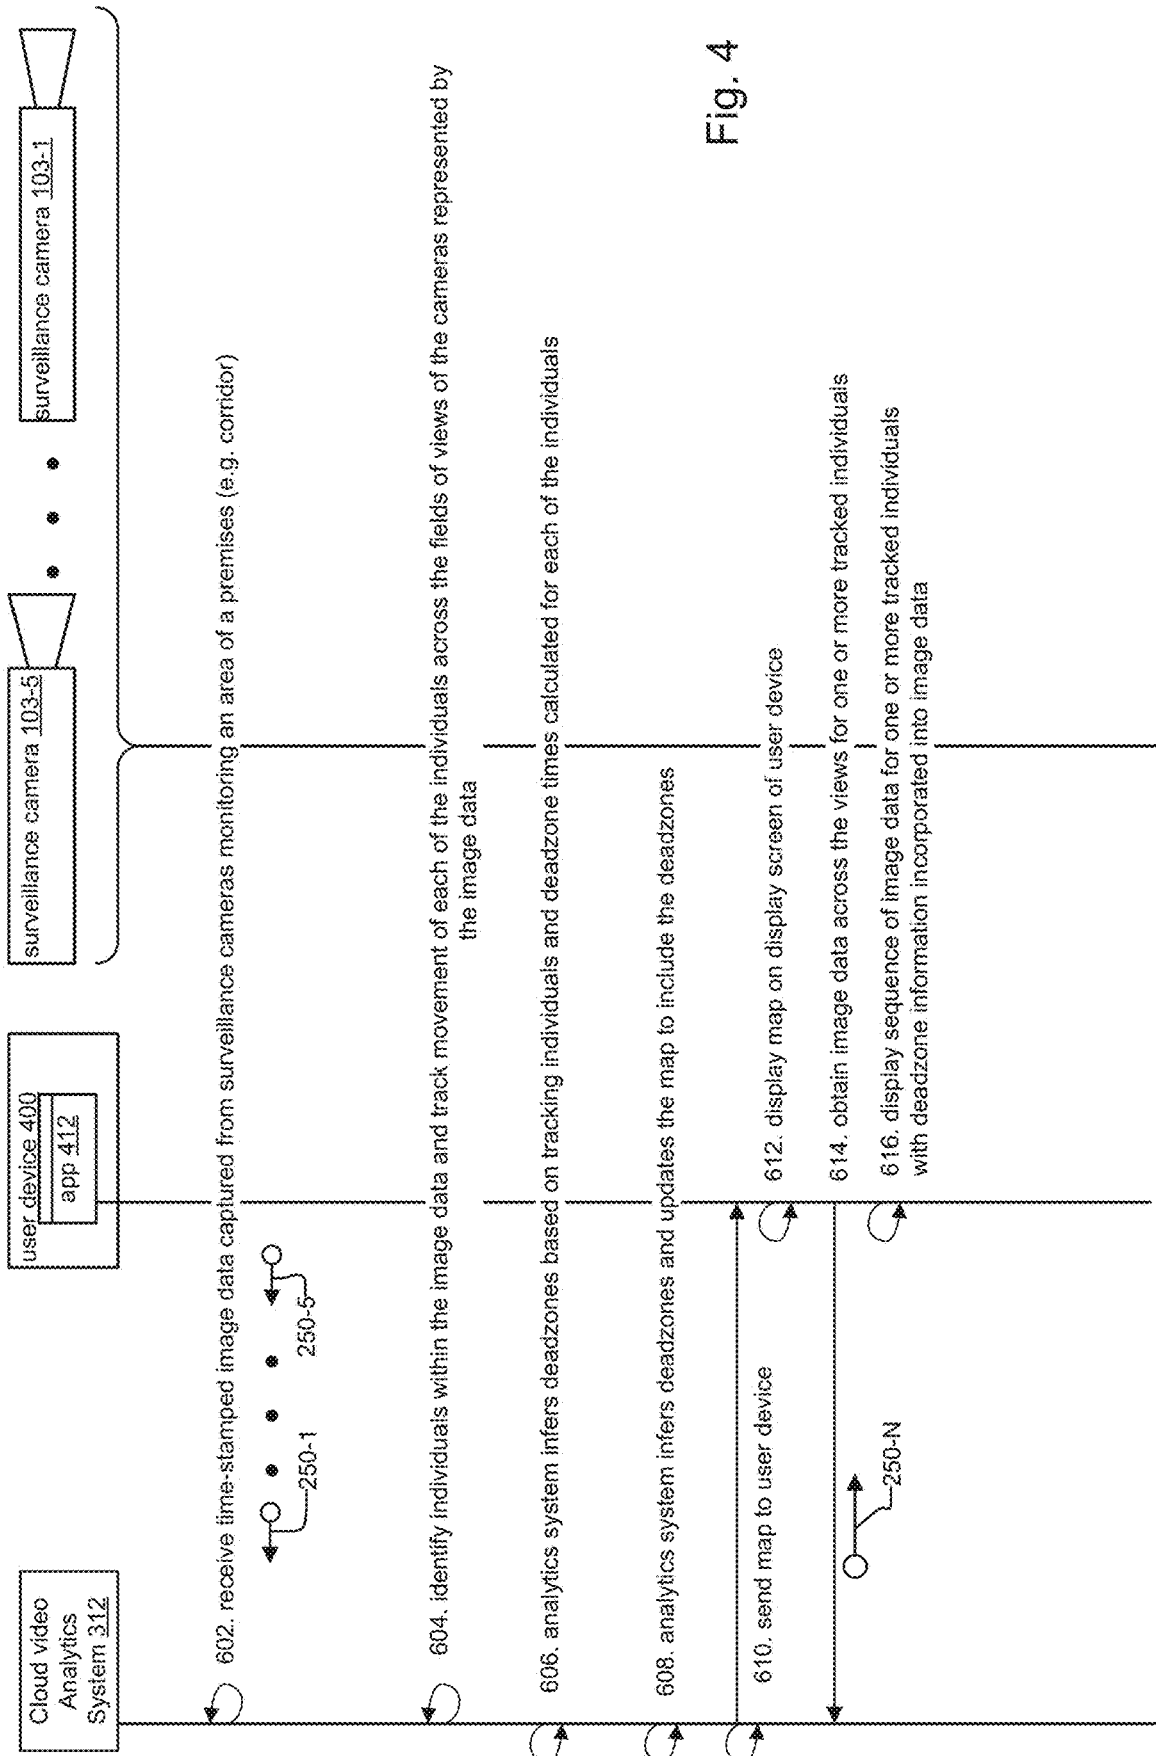 Cloud video
Analytics
System 312
user device 400
app 412
surveillance camera 103-5
surveillance camera 103-1
602. receive time-stamped image data captured from surveillance cameras monitoring an area of a premises (e.g. corridor)
250-1
250-5
604. identify individuals within the image data and track movement of each of the individuals across the fields of views of the cameras represented by
the image data
606. analytics system infers deadzones based on tracking individuals and deadzone times calculated for each of the individuals
608. analytics system infers deadzones and updates the map to include the deadzones
610. send map to user device
612. display map on display screen of user device
614. obtain image data across the views for one or more tracked individuals
250-N
616. display sequence of image data for one or more tracked individuals
with deadzone information incorporated into image data
Fig. 4